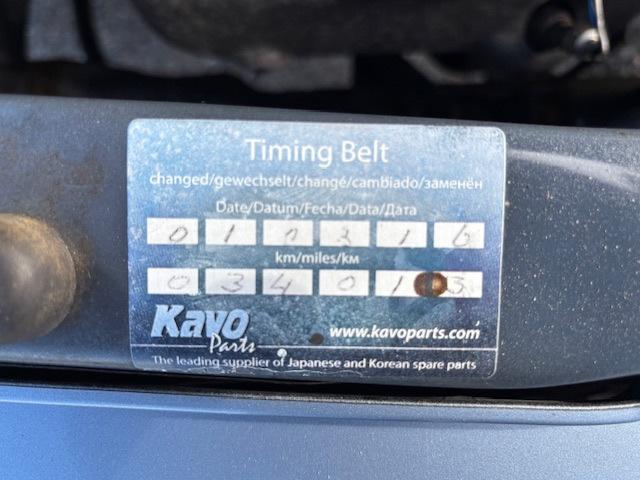 Timing Belt
changed/gewechselt/changé/cambiado/заменён
Date/Datum/Fecha/Data/Дата
0 1 0 2 1 6
km/miles/км
0 3 4 0 1 3
Kavo
Parts
www.kavoparts.com
The leading supplier of Japanese and Korean spare parts